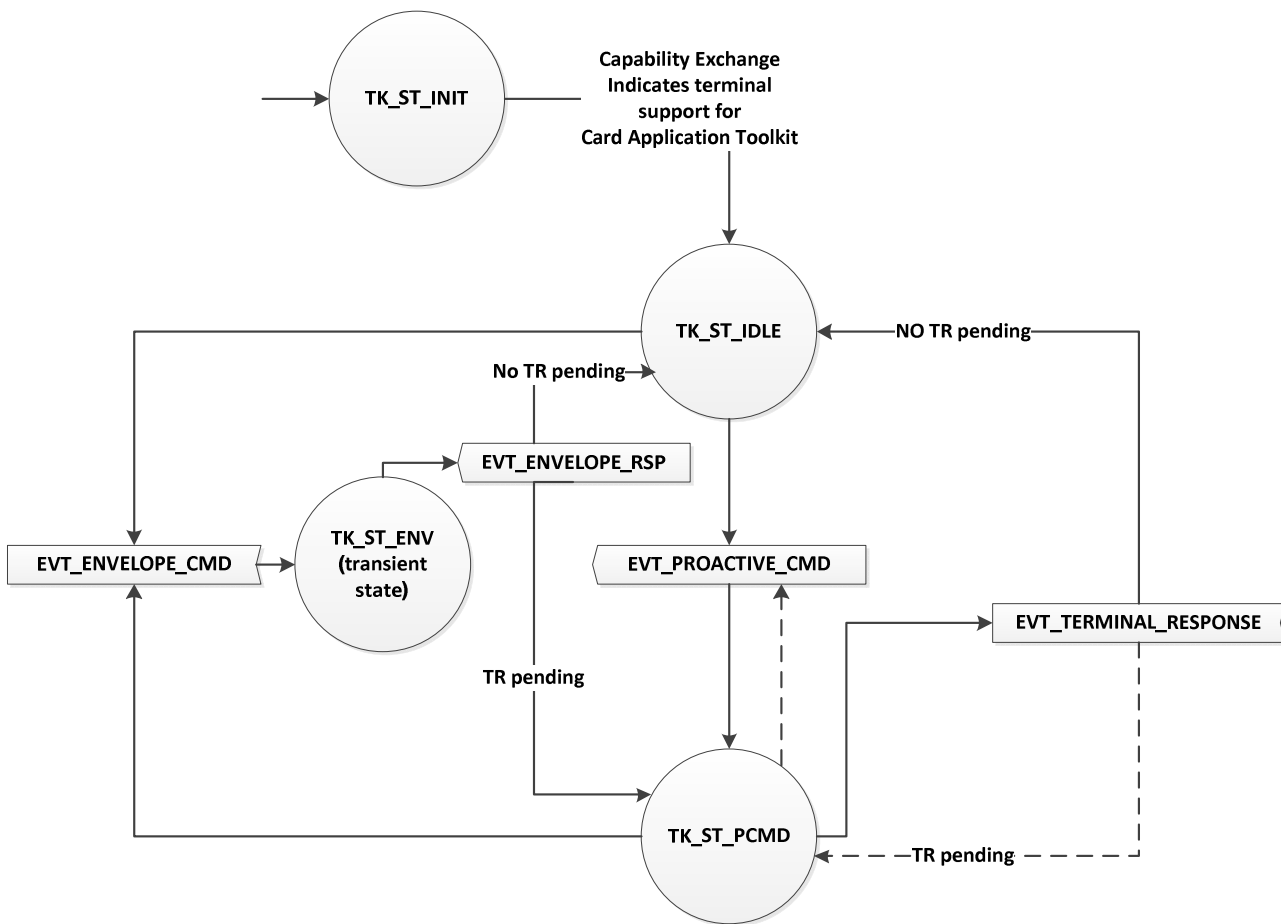 TK_ST_INIT
Capability Exchange
Indicates terminal
support for
Card Application Toolkit
TK_ST_IDLE
NO TR pending
No TR pending
EVT_ENVELOPE_RSP
TK_ST_ENV
(transient
state)
EVT_ENVELOPE_CMD
EVT_PROACTIVE_CMD
EVT_TERMINAL_RESPONSE
TR pending
TK_ST_PCMD
TR pending